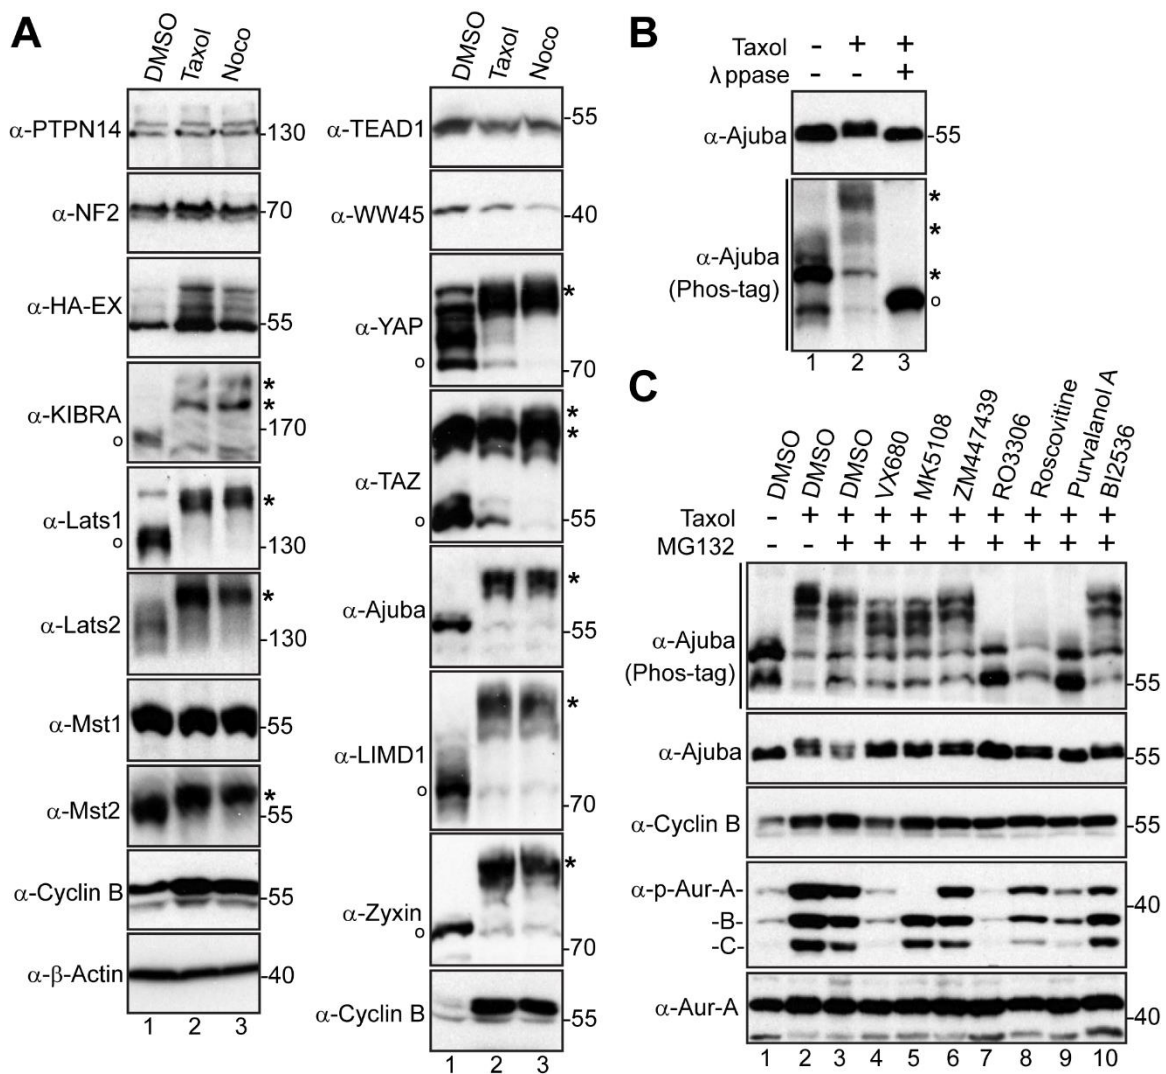 A
DMSO Taxol Noco
α-PTPN14 -130
α-NF2 -70
α-HA-EX -55
α-KIBRA o * * -170
α-Lats1 o * -130
α-Lats2 * -130
α-Mst1 -55
α-Mst2 * -55
α-Cyclin B -55
α-β-Actin -40
1 2 3
DMSO Taxol Noco
α-TEAD1 -55
α-WW45 -40
α-YAP o * -70
α-TAZ o * * -55
α-Ajuba * -55
α-LIMD1 o * -70
α-Zyxin o * -70
α-Cyclin B -55
1 2 3
B
Taxol - + +
λ ppase - - +
α-Ajuba -55
α-Ajuba
(Phos-tag)
*
*
*
o
1 2 3
C
DMSO DMSO DMSO VX680 MK5108 ZM447439 RO3306 Roscovitine Purvalanol A BI2536
Taxol - + + + + + + + + +
MG132 - - + + + + + + + +
α-Ajuba
(Phos-tag) -55
α-Ajuba -55
α-Cyclin B -55
α-p-Aur-A- -40
-B-
-C-
α-Aur-A -40
1 2 3 4 5 6 7 8 9 10